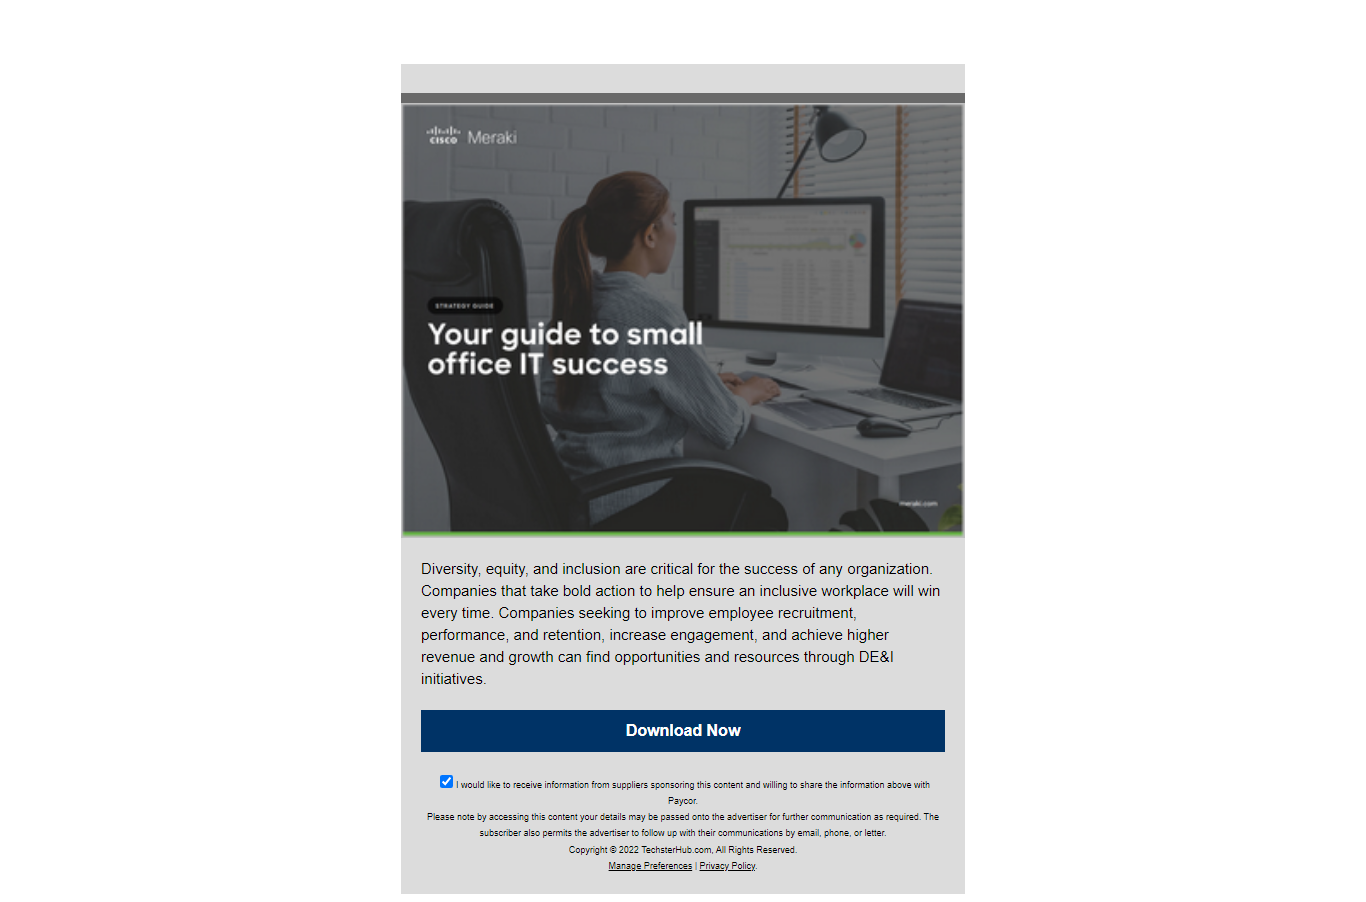 cisco Meraki
STRATEGY GUIDE
Your guide to small
office IT success
meraki.com
Diversity, equity, and inclusion are critical for the success of any organization.
Companies that take bold action to help ensure an inclusive workplace will win
every time. Companies seeking to improve employee recruitment,
performance, and retention, increase engagement, and achieve higher
revenue and growth can find opportunities and resources through DE&I
initiatives.
Download Now
I would like to receive information from suppliers sponsoring this content and willing to share the information above with
Paycor.
Please note by accessing this content your details may be passed onto the advertiser for further communication as required. The
subscriber also permits the advertiser to follow up with their communications by email, phone, or letter.
Copyright © 2022 TechsterHub.com, All Rights Reserved.
Manage Preferences | Privacy Policy.